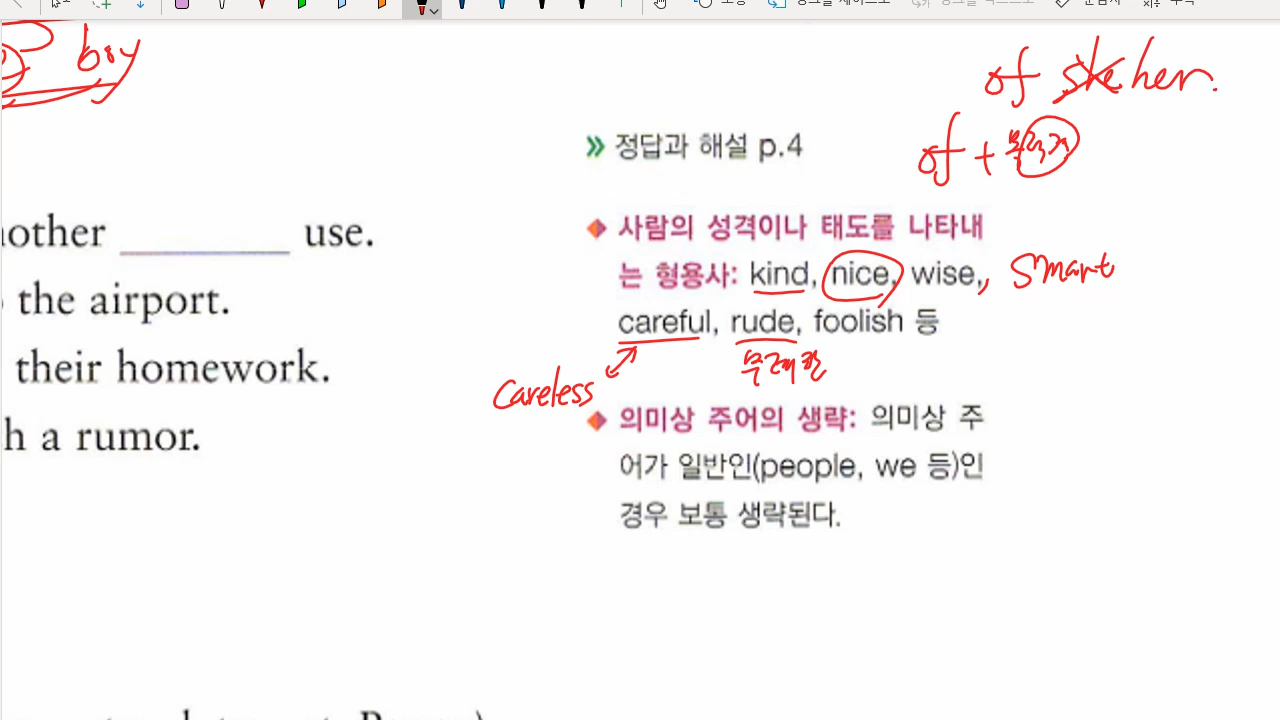 boy
of she her.
of + 목적격
» 정답과 해설 p.4
other ________ use.
◆ 사람의 성격이나 태도를 나타내
는 형용사: kind, nice, wise,, smart
the airport.
careful, rude, foolish 등
무례한
their homework.
careless
h a rumor.
◆ 의미상 주어의 생략: 의미상 주
어가 일반인(people, we 등)인
경우 보통 생략된다.